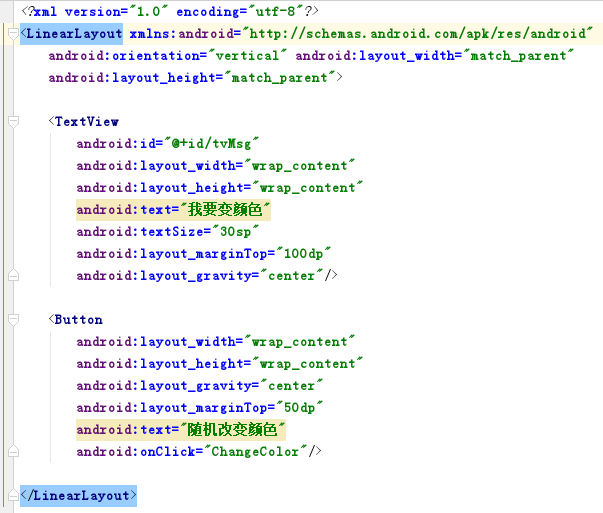 <?xml version="1.0" encoding="utf-8"?>
<LinearLayout xmlns:android="http://schemas.android.com/apk/res/android"
    android:orientation="vertical" android:layout_width="match_parent"
    android:layout_height="match_parent">

    <TextView
        android:id="@+id/tvMsg"
        android:layout_width="wrap_content"
        android:layout_height="wrap_content"
        android:text="我要变颜色"
        android:textSize="30sp"
        android:layout_marginTop="100dp"
        android:layout_gravity="center"/>

    <Button
        android:layout_width="wrap_content"
        android:layout_height="wrap_content"
        android:layout_gravity="center"
        android:layout_marginTop="50dp"
        android:text="随机改变颜色"
        android:onClick="ChangeColor"/>

</LinearLayout>